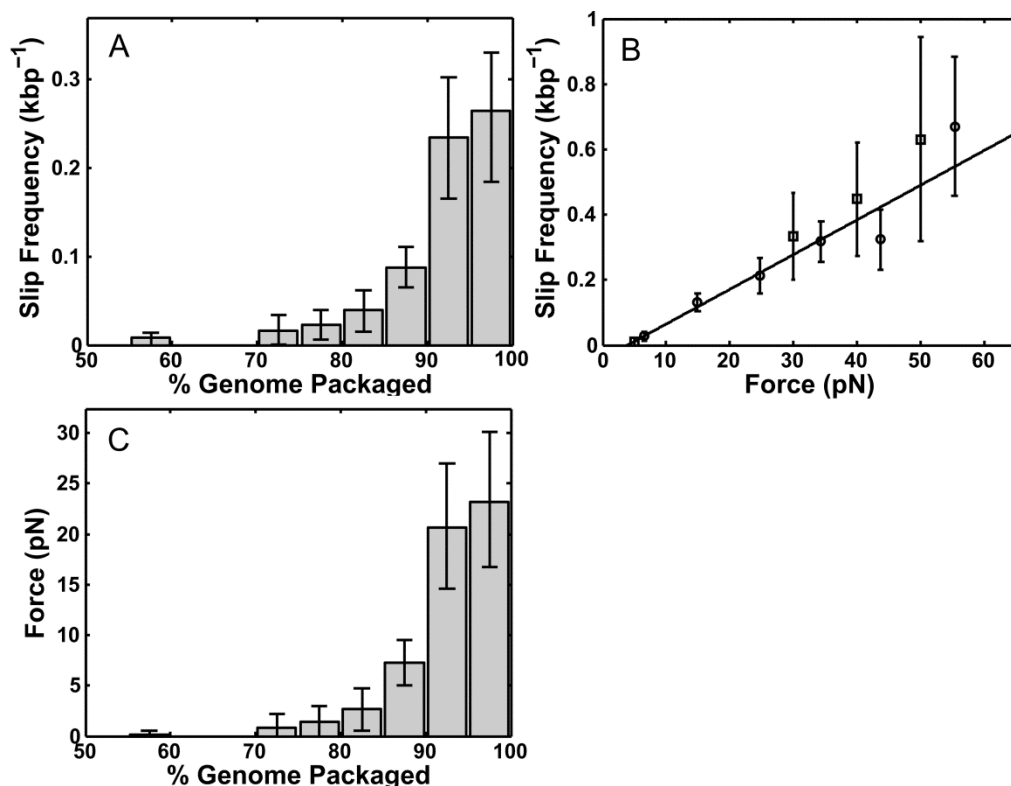 A
Slip Frequency (kbp⁻¹)
0.3
0.2
0.1
0
50 60 70 80 90 100
% Genome Packaged
B
Slip Frequency (kbp⁻¹)
1
0.8
0.6
0.4
0.2
0
0 10 20 30 40 50 60
Force (pN)
C
Force (pN)
30
25
20
15
10
5
0
50 60 70 80 90 100
% Genome Packaged